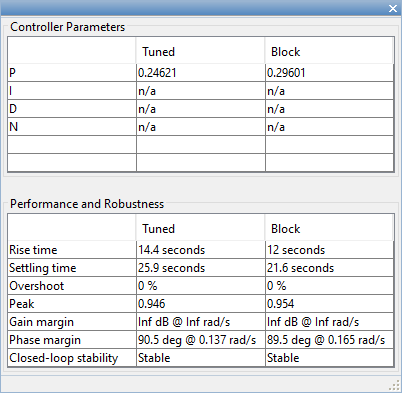 Controller Parameters
Tuned Block
P 0.24621 0.29601
I n/a n/a
D n/a n/a
N n/a n/a
Performance and Robustness
Tuned Block
Rise time 14.4 seconds 12 seconds
Settling time 25.9 seconds 21.6 seconds
Overshoot 0 % 0 %
Peak 0.946 0.954
Gain margin Inf dB @ Inf rad/s Inf dB @ Inf rad/s
Phase margin 90.5 deg @ 0.137 rad/s 89.5 deg @ 0.165 rad/s
Closed-loop stability Stable Stable